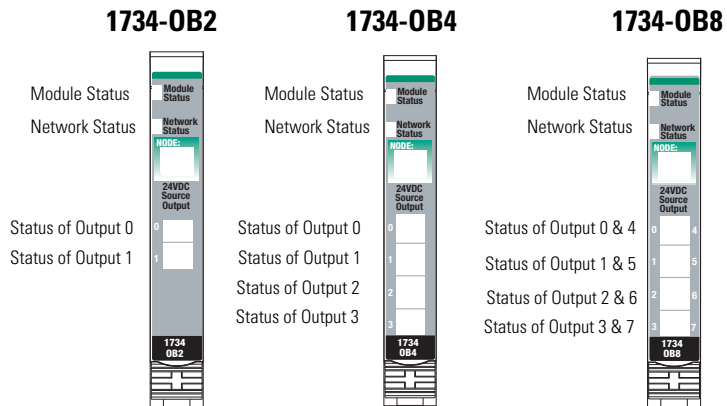 1734-OB2
Module Status
Network Status
Status of Output 0
Status of Output 1
Module
Status
Network
Status
NODE:
24VDC
Source
Output
0
1
1734
OB2
1734-OB4
Module Status
Network Status
Status of Output 0
Status of Output 1
Status of Output 2
Status of Output 3
Module
Status
Network
Status
NODE:
24VDC
Source
Output
0
1
2
3
1734
OB4
1734-OB8
Module Status
Network Status
Status of Output 0 & 4
Status of Output 1 & 5
Status of Output 2 & 6
Status of Output 3 & 7
Module
Status
Network
Status
NODE:
24VDC
Source
Output
0 4
1 5
2 6
3 7
1734
OB8